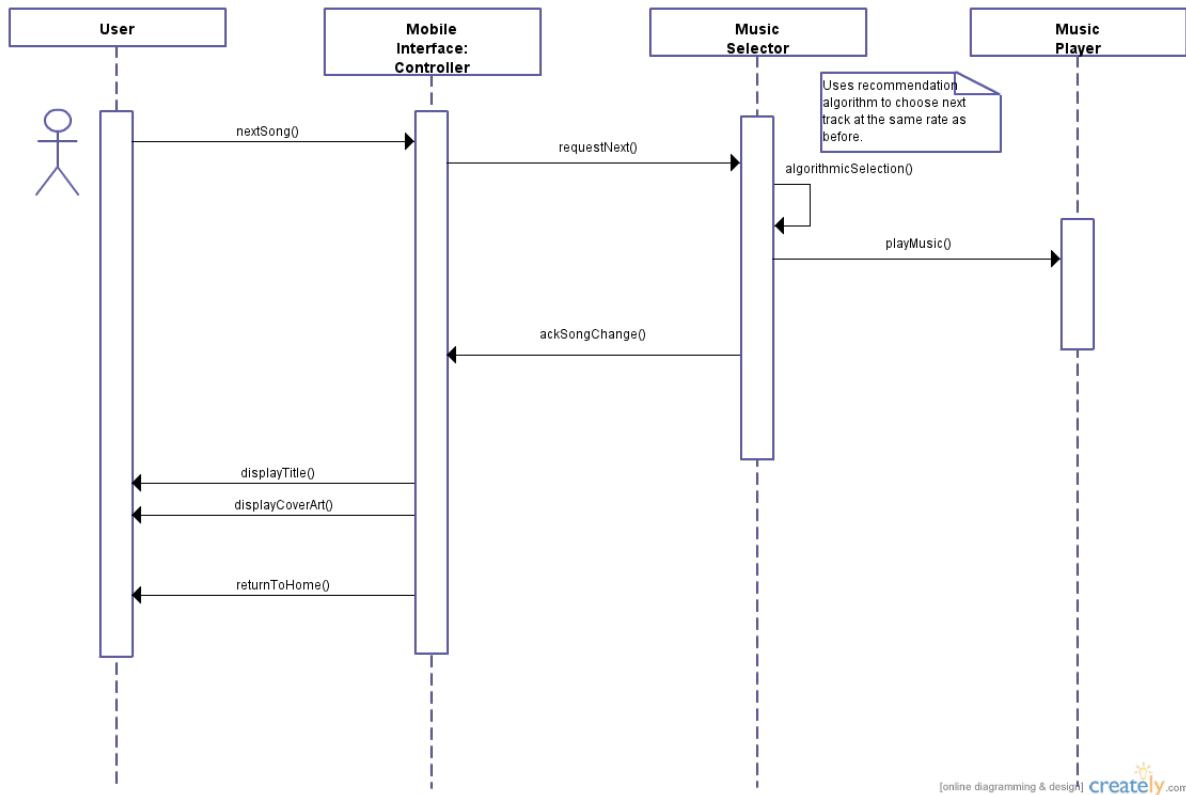 User
Mobile
Interface:
Controller
Music
Selector
Music
Player
Uses recommendation
algorithm to choose next
track at the same rate as
before.
nextSong()
requestNext()
algorithmicSelection()
playMusic()
ackSongChange()
displayTitle()
displayCoverArt()
returnToHome()
[online diagramming & design] creately.com